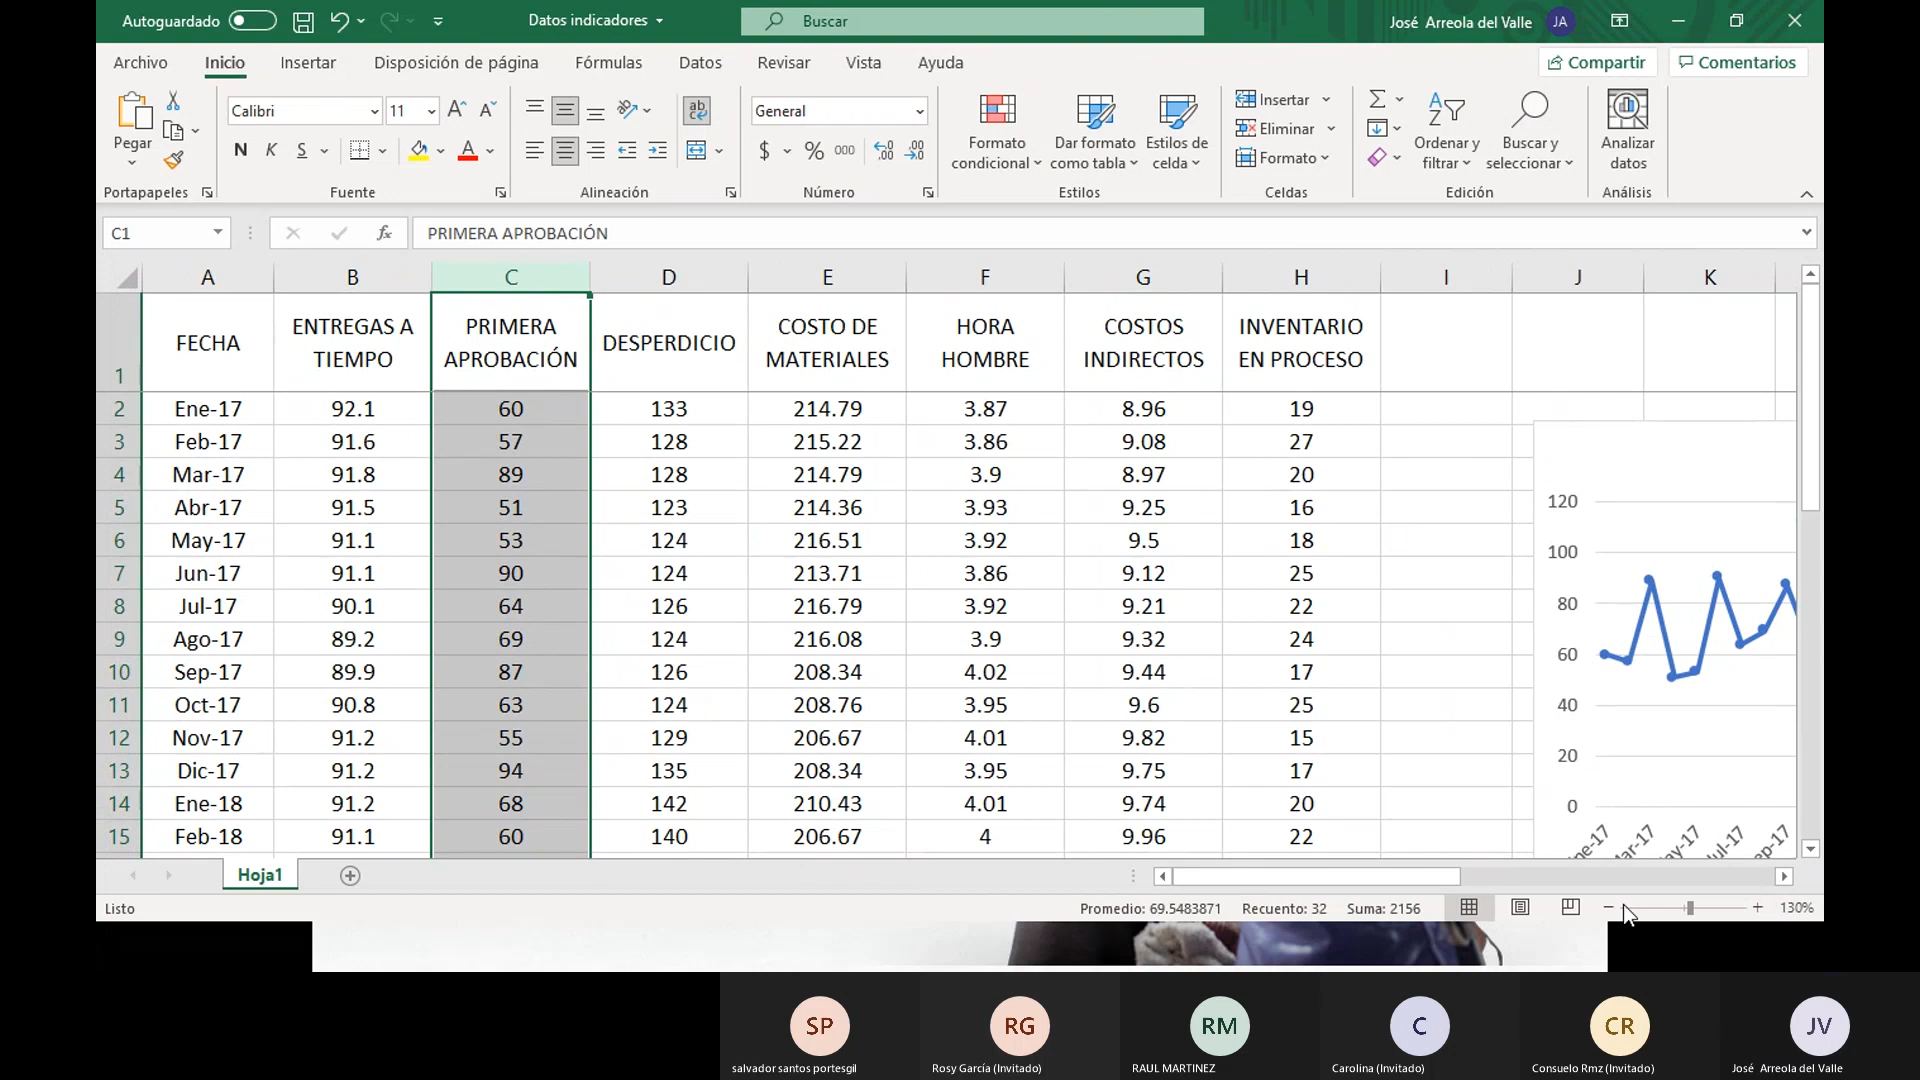 Autoguardado
Datos indicadores
Buscar
José Arreola del Valle
JA
Archivo
Inicio
Insertar
Disposición de página
Fórmulas
Datos
Revisar
Vista
Ayuda
Compartir
Comentarios
Pegar
Calibri
11
General
N K S
$ % 000
Formato condicional
Dar formato como tabla
Estilos de celda
Insertar
Eliminar
Formato
Ordenar y filtrar
Buscar y seleccionar
Analizar datos
Portapapeles
Fuente
Alineación
Número
Estilos
Celdas
Edición
Análisis
C1
fx
PRIMERA APROBACIÓN
A B C D E F G H I J K
1 FECHA ENTREGAS A TIEMPO PRIMERA APROBACIÓN DESPERDICIO COSTO DE MATERIALES HORA HOMBRE COSTOS INDIRECTOS INVENTARIO EN PROCESO
2 Ene-17 92.1 60 133 214.79 3.87 8.96 19
3 Feb-17 91.6 57 128 215.22 3.86 9.08 27
4 Mar-17 91.8 89 128 214.79 3.9 8.97 20
5 Abr-17 91.5 51 123 214.36 3.93 9.25 16
6 May-17 91.1 53 124 216.51 3.92 9.5 18
7 Jun-17 91.1 90 124 213.71 3.86 9.12 25
8 Jul-17 90.1 64 126 216.79 3.92 9.21 22
9 Ago-17 89.2 69 124 216.08 3.9 9.32 24
10 Sep-17 89.9 87 126 208.34 4.02 9.44 17
11 Oct-17 90.8 63 124 208.76 3.95 9.6 25
12 Nov-17 91.2 55 129 206.67 4.01 9.82 15
13 Dic-17 91.2 94 135 208.34 3.95 9.75 17
14 Ene-18 91.2 68 142 210.43 4.01 9.74 20
15 Feb-18 91.1 60 140 206.67 4 9.96 22
120
100
80
60
40
20
0
Hoja1
Listo
Promedio: 69.5483871
Recuento: 32
Suma: 2156
130%
SP
RG
RM
C
CR
JV
salvador santos portesgil
Rosy García (Invitado)
RAUL MARTINEZ
Carolina (Invitado)
Consuelo Rmz (Invitado)
José Arreola del Valle